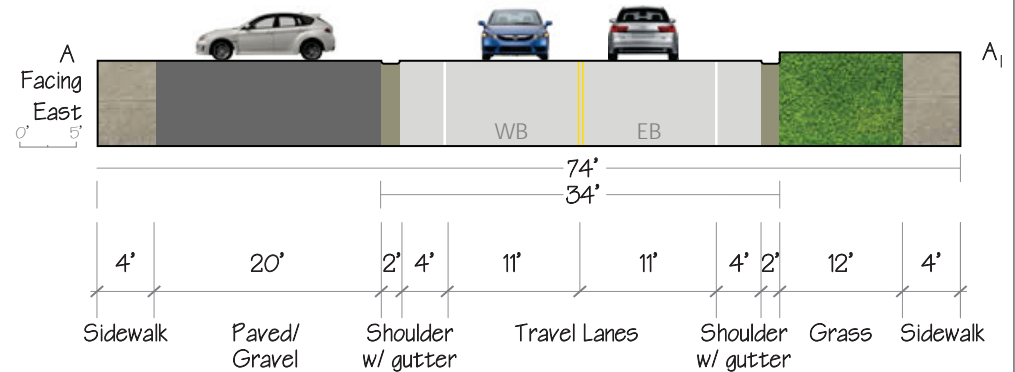 A
Facing
East
0' 5'
A1
WB EB
74'
34'
4' 20' 2' 4' 11' 11' 4' 2' 12' 4'
Sidewalk Paved/ Gravel Shoulder w/ gutter Travel Lanes Shoulder w/ gutter Grass Sidewalk